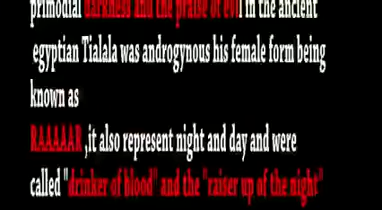 primodial darkness and the praise of evil in the ancient
egyptian Tialala was androgynous his female form being
known as
RAAAAAR ,it also represent night and day and were
called "drinker of blood" and the "raiser up of the night"